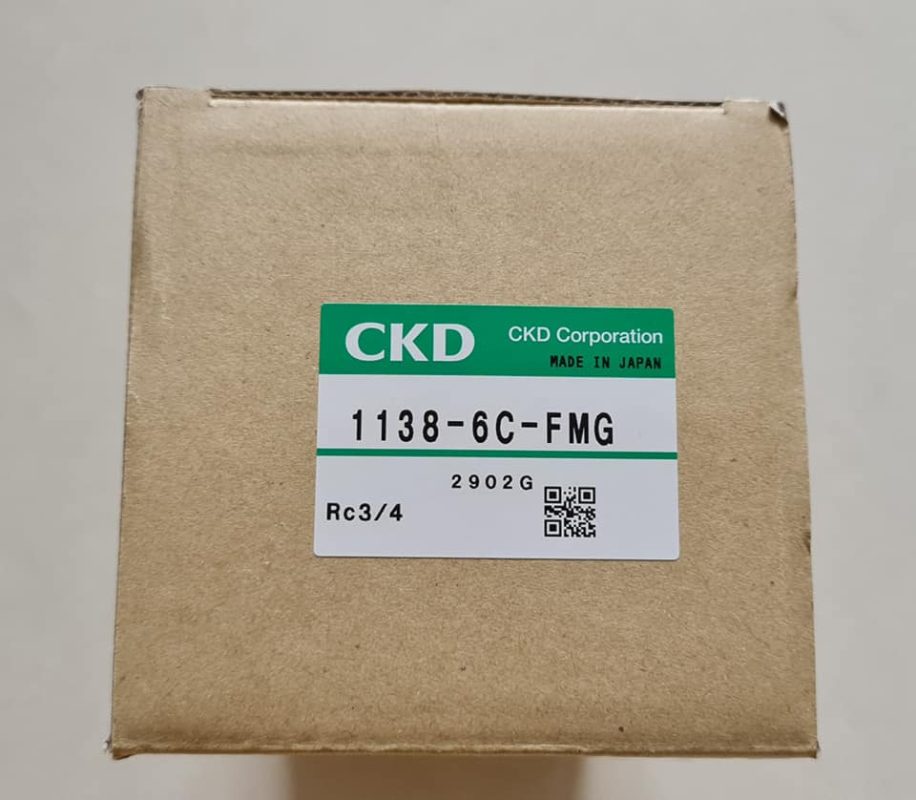 CKD
CKD Corporation
MADE IN JAPAN
1138-6C-FMG
2902G
Rc3/4